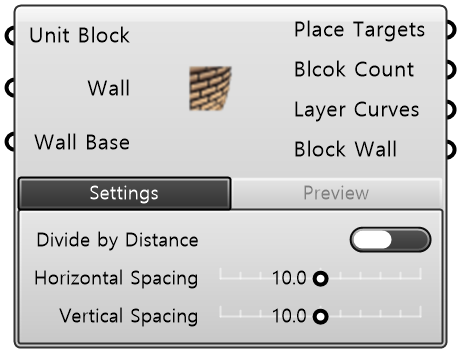 Unit Block
Wall
Wall Base
Place Targets
Blcok Count
Layer Curves
Block Wall
Settings
Preview
Divide by Distance
Horizontal Spacing 10.0
Vertical Spacing 10.0